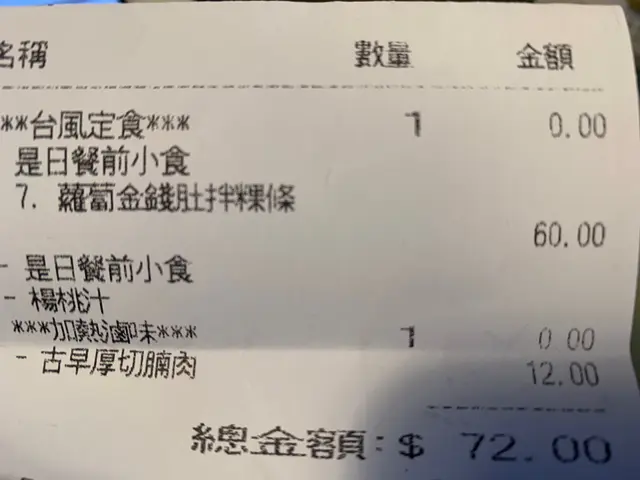 名稱 數量 金額
**台風定食*** 1 0.00
是日餐前小食
7. 蘿蔔金錢肚拌粿條
60.00
- 是日餐前小食
- 楊桃汁
***加熱滷味*** 1 0.00
- 古早厚切腩肉 12.00
總金額:$ 72.00